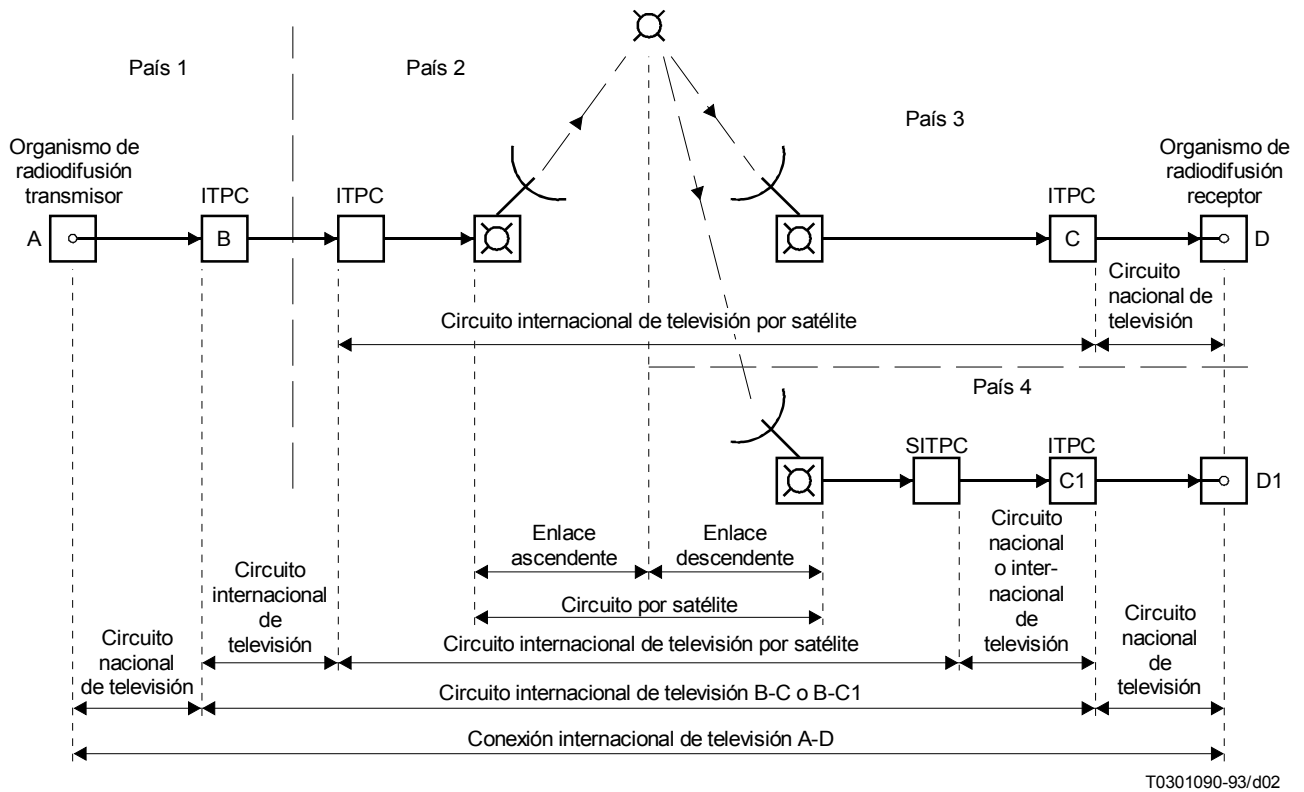 País 1
País 2
País 3
Organismo de
radiodifusión
transmisor
Organismo de
radiodifusión
receptor
ITPC
ITPC
ITPC
A
B
C
D
Circuito
nacional de
televisión
Circuito internacional de televisión por satélite
País 4
SITPC
ITPC
C1
D1
Enlace
ascendente
Enlace
descendente
Circuito
nacional
o inter-
nacional
de
televisión
Circuito
internacional
de
televisión
Circuito por satélite
Circuito
nacional
de
televisión
Circuito
nacional
de televisión
Circuito internacional de televisión por satélite
Circuito internacional de televisión B-C o B-C1
Conexión internacional de televisión A-D
T0301090-93/d02